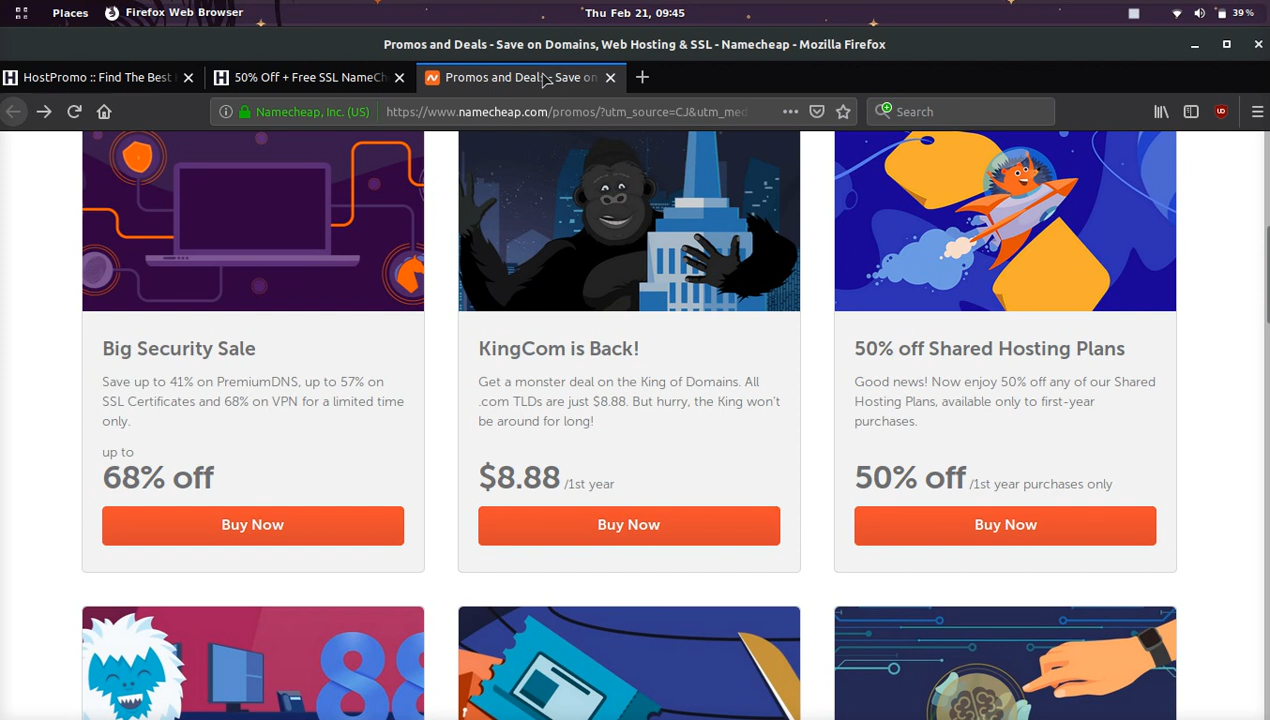 Places Firefox Web Browser Thu Feb 21, 09:45 39 %
Promos and Deals - Save on Domains, Web Hosting & SSL - Namecheap - Mozilla Firefox
HostPromo :: Find The Best 50% Off + Free SSL NameCh Promos and Deals - Save on
Namecheap, Inc. (US) https://www.namecheap.com/promos/?utm_source=CJ&utm_med Search
Big Security Sale
Save up to 41% on PremiumDNS, up to 57% on
SSL Certificates and 68% on VPN for a limited time
only.
up to
68% off
Buy Now
KingCom is Back!
Get a monster deal on the King of Domains. All
.com TLDs are just $8.88. But hurry, the King won't
be around for long!
$8.88 /1st year
Buy Now
50% off Shared Hosting Plans
Good news! Now enjoy 50% off any of our Shared
Hosting Plans, available only to first-year
purchases.
50% off /1st year purchases only
Buy Now
88